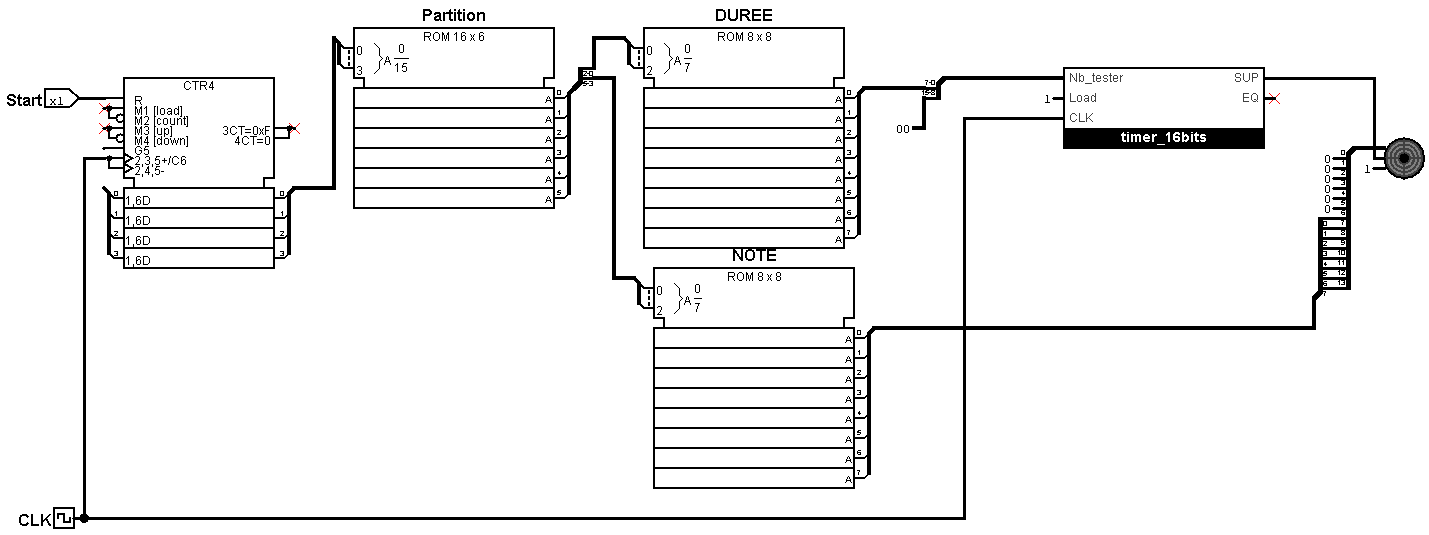 Partition
DUREE
ROM 16 x 6
ROM 8 x 8
0
3
A 0
15
0
2
A 0
7
CTR4
Start x1
R
M1 [load]
M2 [count]
M3 [up]
M4 [down]
G5
2,3,5+/C6
2,4,5-
3CT=0xF
4CT=0
1,6D
1,6D
1,6D
1,6D
0
1
2
3
0
1
2
3
A 0
A 1
A 2
A 3
A 4
A 5
2-0
5-3
A 0
A 1
A 2
A 3
A 4
A 5
A 6
A 7
7-0
15-8
00
Nb_tester
1 Load
CLK
SUP
EQ
timer_16bits
1
0
0
0
0
0
0
0
1
2
3
4
5
6
7
8
9
10
11
12
13
0
1
2
3
4
5
6
7
NOTE
ROM 8 x 8
0
2
A 0
7
A 0
A 1
A 2
A 3
A 4
A 5
A 6
A 7
CLK